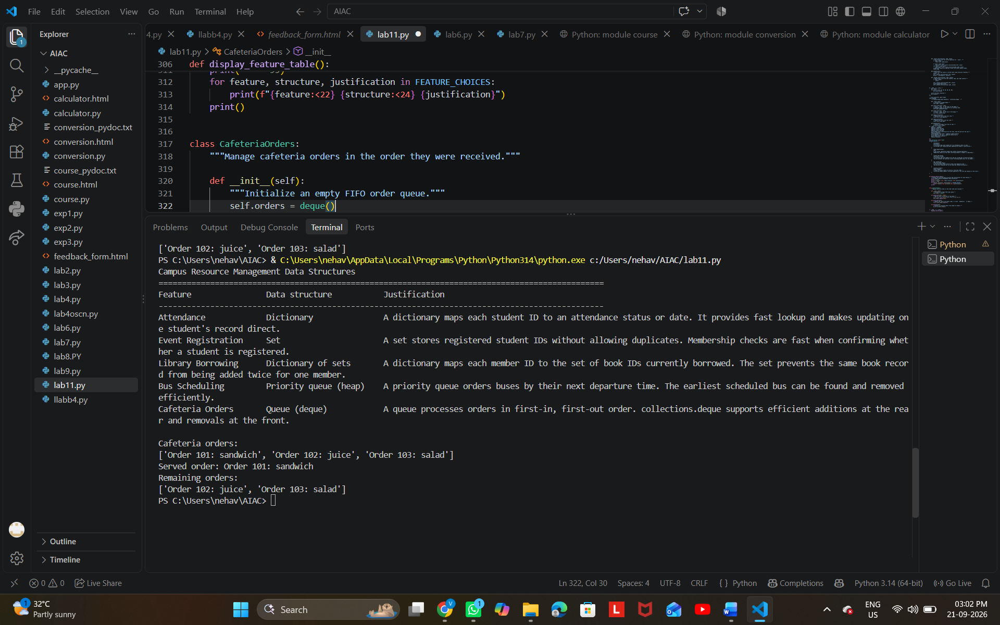 File Edit Selection View Go Run Terminal Help
AIAC
Explorer
AIAC
__pycache__
app.py
calculator.html
calculator.py
conversion_pydoc.txt
conversion.html
conversion.py
course_pydoc.txt
course.html
course.py
exp1.py
exp2.py
exp3.py
feedback_form.html
lab2.py
lab3.py
lab4.py
lab4oscn.py
lab6.py
lab7.py
lab8.PY
lab9.py
lab11.py
llabb4.py
Outline
Timeline
4.py llabb4.py feedback_form.html lab11.py lab6.py lab7.py Python: module course Python: module conversion Python: module calculator
lab11.py > CafeteriaOrders > __init__
306 def display_feature_table():
312 for feature, structure, justification in FEATURE_CHOICES:
313 print(f"{feature:<22} {structure:<24} {justification}")
314 print()
315
316
317 class CafeteriaOrders:
318 """Manage cafeteria orders in the order they were received."""
319
320 def __init__(self):
321 """Initialize an empty FIFO order queue."""
322 self.orders = deque()
Problems Output Debug Console Terminal Ports
Python
Python
['Order 102: juice', 'Order 103: salad']
PS C:\Users\nehav\AIAC> & C:\Users\nehav\AppData\Local\Programs\Python\Python314\python.exe c:/Users/nehav/AIAC/lab11.py
Campus Resource Management Data Structures
===============================================================================================
Feature Data structure Justification
-----------------------------------------------------------------------------------------------
Attendance Dictionary A dictionary maps each student ID to an attendance status or date. It provides fast lookup and makes updating on
e student's record direct.
Event Registration Set A set stores registered student IDs without allowing duplicates. Membership checks are fast when confirming whet
her a student is registered.
Library Borrowing Dictionary of sets A dictionary maps each member ID to the set of book IDs currently borrowed. The set prevents the same book recor
d from being added twice for one member.
Bus Scheduling Priority queue (heap) A priority queue orders buses by their next departure time. The earliest scheduled bus can be found and removed
efficiently.
Cafeteria Orders Queue (deque) A queue processes orders in first-in, first-out order. collections.deque supports efficient additions at the rea
r and removals at the front.
Cafeteria orders:
['Order 101: sandwich', 'Order 102: juice', 'Order 103: salad']
Served order: Order 101: sandwich
Remaining orders:
['Order 102: juice', 'Order 103: salad']
PS C:\Users\nehav\AIAC>
0 0 Live Share Ln 322, Col 30 Spaces: 4 UTF-8 CRLF { } Python Completions Python 3.14 (64-bit) Go Live
32°C
Partly sunny
Search
ENG
US
03:02 PM
21-09-2026